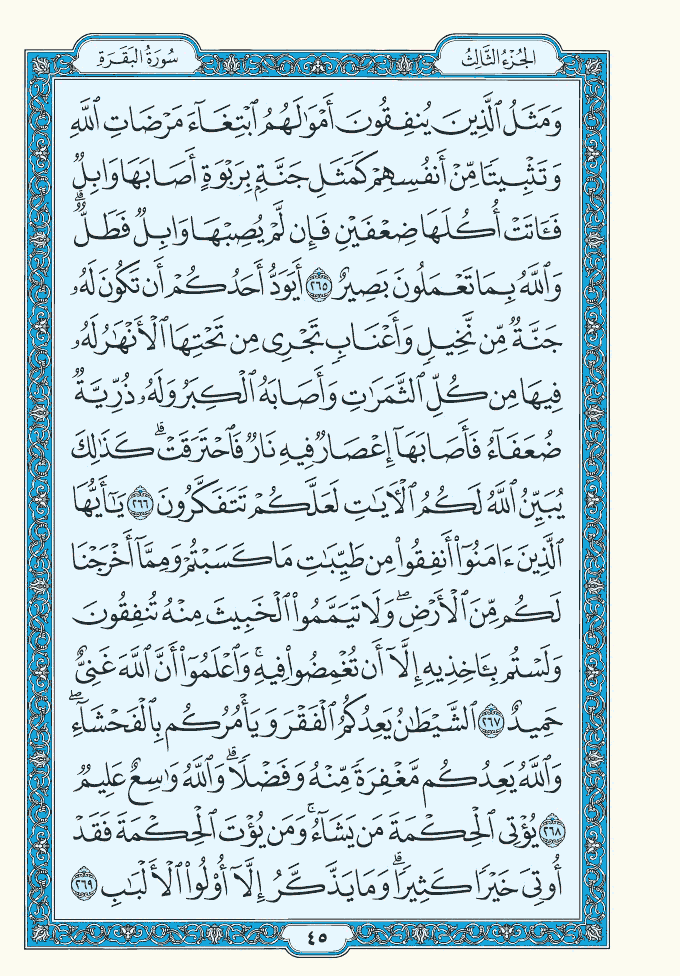 الجُزْءُ الثَّالِثُ
سُورَةُ البَقَرَةِ
وَمَثَلُ ٱلَّذِينَ يُنفِقُونَ أَمْوَٰلَهُمُ ٱبْتِغَآءَ مَرْضَاتِ ٱللَّهِ
وَتَثْبِيتًا مِّنْ أَنفُسِهِمْ كَمَثَلِ جَنَّةٍۭ بِرَبْوَةٍ أَصَابَهَا وَابِلٌ
فَـَٔاتَتْ أُكُلَهَا ضِعْفَيْنِ فَإِن لَّمْ يُصِبْهَا وَابِلٌ فَطَلٌّ ۗ
وَٱللَّهُ بِمَا تَعْمَلُونَ بَصِيرٌ ٢٦٥ أَيَوَدُّ أَحَدُكُمْ أَن تَكُونَ لَهُۥ
جَنَّةٌ مِّن نَّخِيلٍ وَأَعْنَابٍ تَجْرِى مِن تَحْتِهَا ٱلْأَنْهَٰرُ لَهُۥ
فِيهَا مِن كُلِّ ٱلثَّمَرَٰتِ وَأَصَابَهُ ٱلْكِبَرُ وَلَهُۥ ذُرِّيَّةٌ
ضُعَفَآءُ فَأَصَابَهَآ إِعْصَارٌ فِيهِ نَارٌ فَٱحْتَرَقَتْ ۗ كَذَٰلِكَ
يُبَيِّنُ ٱللَّهُ لَكُمُ ٱلْـَٔايَٰتِ لَعَلَّكُمْ تَتَفَكَّرُونَ ٢٦٦ يَٰٓأَيُّهَا
ٱلَّذِينَ ءَامَنُوٓا۟ أَنفِقُوا۟ مِن طَيِّبَٰتِ مَا كَسَبْتُمْ وَمِمَّآ أَخْرَجْنَا
لَكُم مِّنَ ٱلْأَرْضِ ۖ وَلَا تَيَمَّمُوا۟ ٱلْخَبِيثَ مِنْهُ تُنفِقُونَ
وَلَسْتُم بِـَٔاخِذِيهِ إِلَّآ أَن تُغْمِضُوا۟ فِيهِ ۚ وَٱعْلَمُوٓا۟ أَنَّ ٱللَّهَ غَنِىٌّ
حَمِيدٌ ٢٦٧ ٱلشَّيْطَٰنُ يَعِدُكُمُ ٱلْفَقْرَ وَيَأْمُرُكُم بِٱلْفَحْشَآءِ ۖ
وَٱللَّهُ يَعِدُكُم مَّغْفِرَةً مِّنْهُ وَفَضْلًا ۗ وَٱللَّهُ وَٰسِعٌ عَلِيمٌ
٢٦٨ يُؤْتِى ٱلْحِكْمَةَ مَن يَشَآءُ ۚ وَمَن يُؤْتَ ٱلْحِكْمَةَ فَقَدْ
أُوتِىَ خَيْرًا كَثِيرًا ۗ وَمَا يَذَّكَّرُ إِلَّآ أُو۟لُوا۟ ٱلْأَلْبَٰبِ ٢٦٩
٤٥